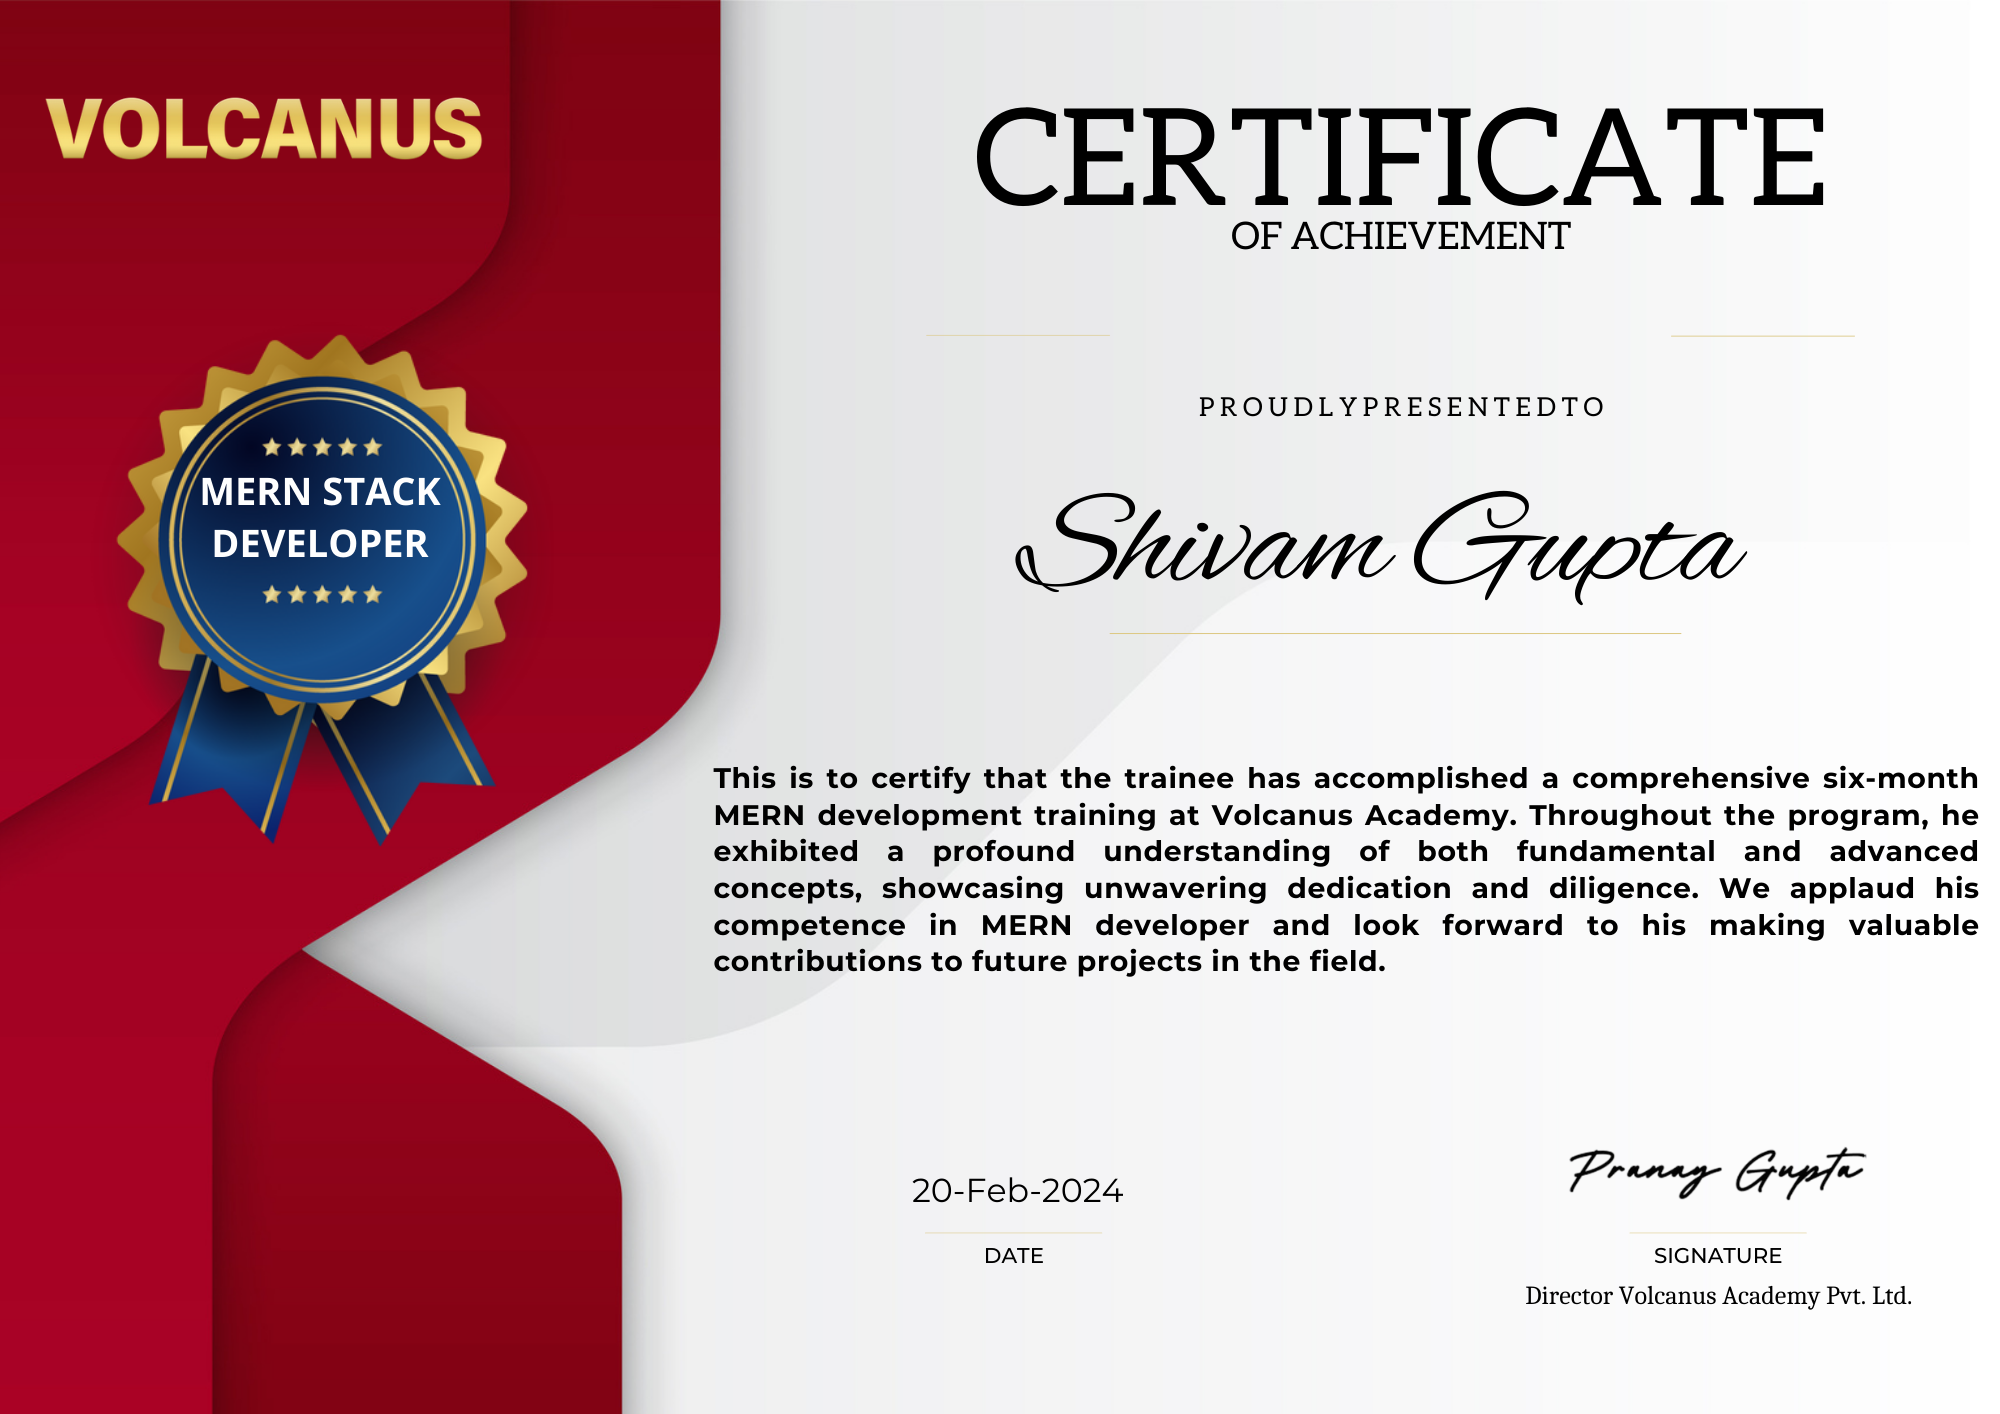 VOLCANUS
CERTIFICATE
OF ACHIEVEMENT
PROUDLYPRESENTEDTO
MERN STACK
DEVELOPER
Shivam Gupta
This is to certify that the trainee has accomplished a comprehensive six-month
MERN development training at Volcanus Academy. Throughout the program, he
exhibited a profound understanding of both fundamental and advanced
concepts, showcasing unwavering dedication and diligence. We applaud his
competence in MERN developer and look forward to his making valuable
contributions to future projects in the field.
20-Feb-2024
DATE
Pranay Gupta
SIGNATURE
Director Volcanus Academy Pvt. Ltd.